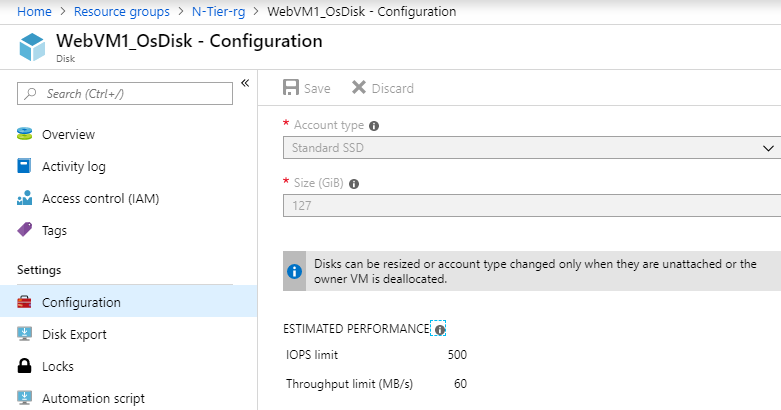 Home > Resource groups > N-Tier-rg > WebVM1_OsDisk - Configuration
WebVM1_OsDisk - Configuration
Disk
Search (Ctrl+/)
«
Overview
Activity log
Access control (IAM)
Tags
Settings
Configuration
Disk Export
Locks
Automation script
Save Discard
* Account type
Standard SSD
* Size (GiB)
127
Disks can be resized or account type changed only when they are unattached or the
owner VM is deallocated.
ESTIMATED PERFORMANCE
IOPS limit 500
Throughput limit (MB/s) 60